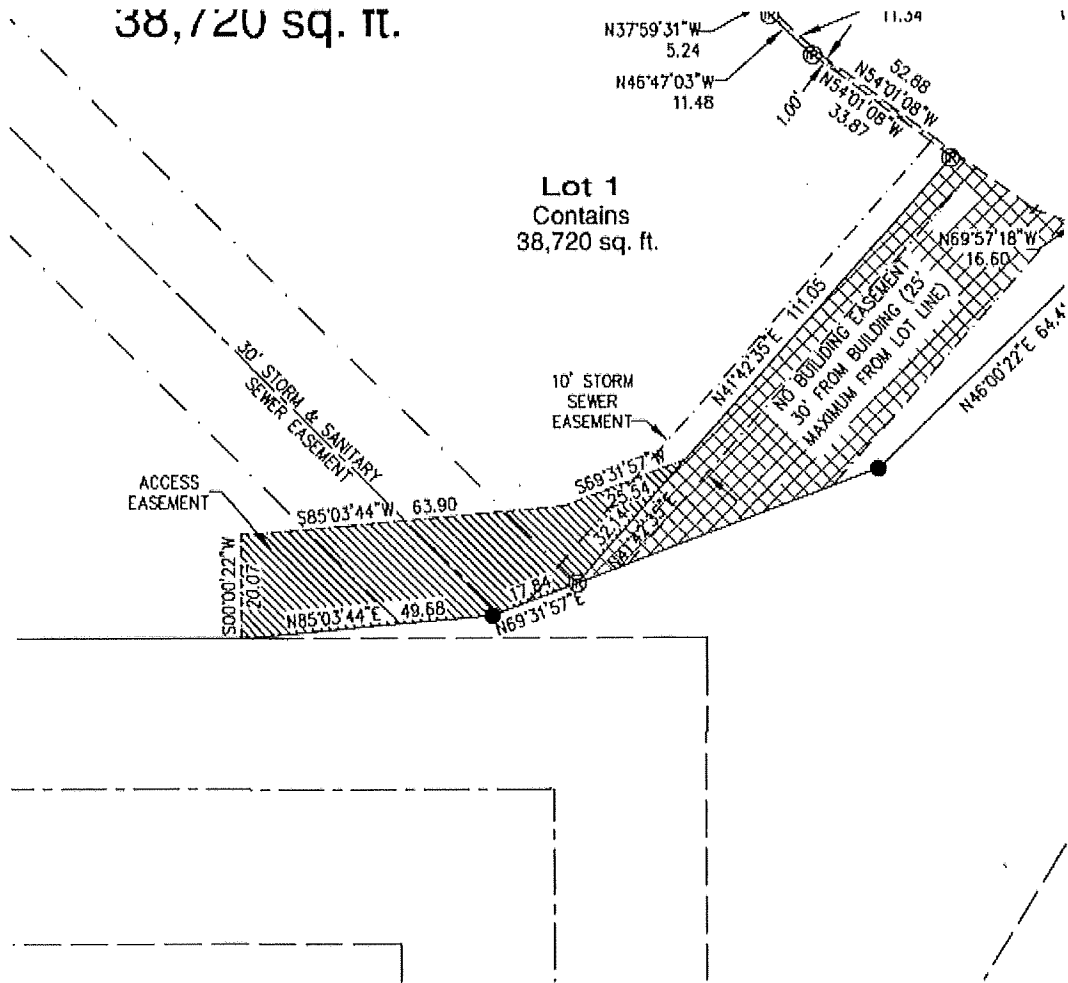 38,720 sq. ft.
N37°59'31"W
5.24
11.34
N46°47'03"W
11.48
1.00'
52.88
N54°01'08"W
N54°01'08"W
33.87
Lot 1
Contains
38,720 sq. ft.
N69°57'18"W
16.60
N41°42'35"E 111.05
NO BUILDING EASEMENT
30' FROM BUILDING (25'
MAXIMUM FROM LOT LINE)
N46°00'22"E 64.4
30' STORM & SANITARY
SEWER EASEMENT
10' STORM
SEWER
EASEMENT
ACCESS
EASEMENT
S69°31'57"W
25.54
32.14
S41°42'35"E
S85°03'44"W 63.90
S00°00'22"W
20.07
N85°03'44"E 49.68
17.84
N69°31'57"E